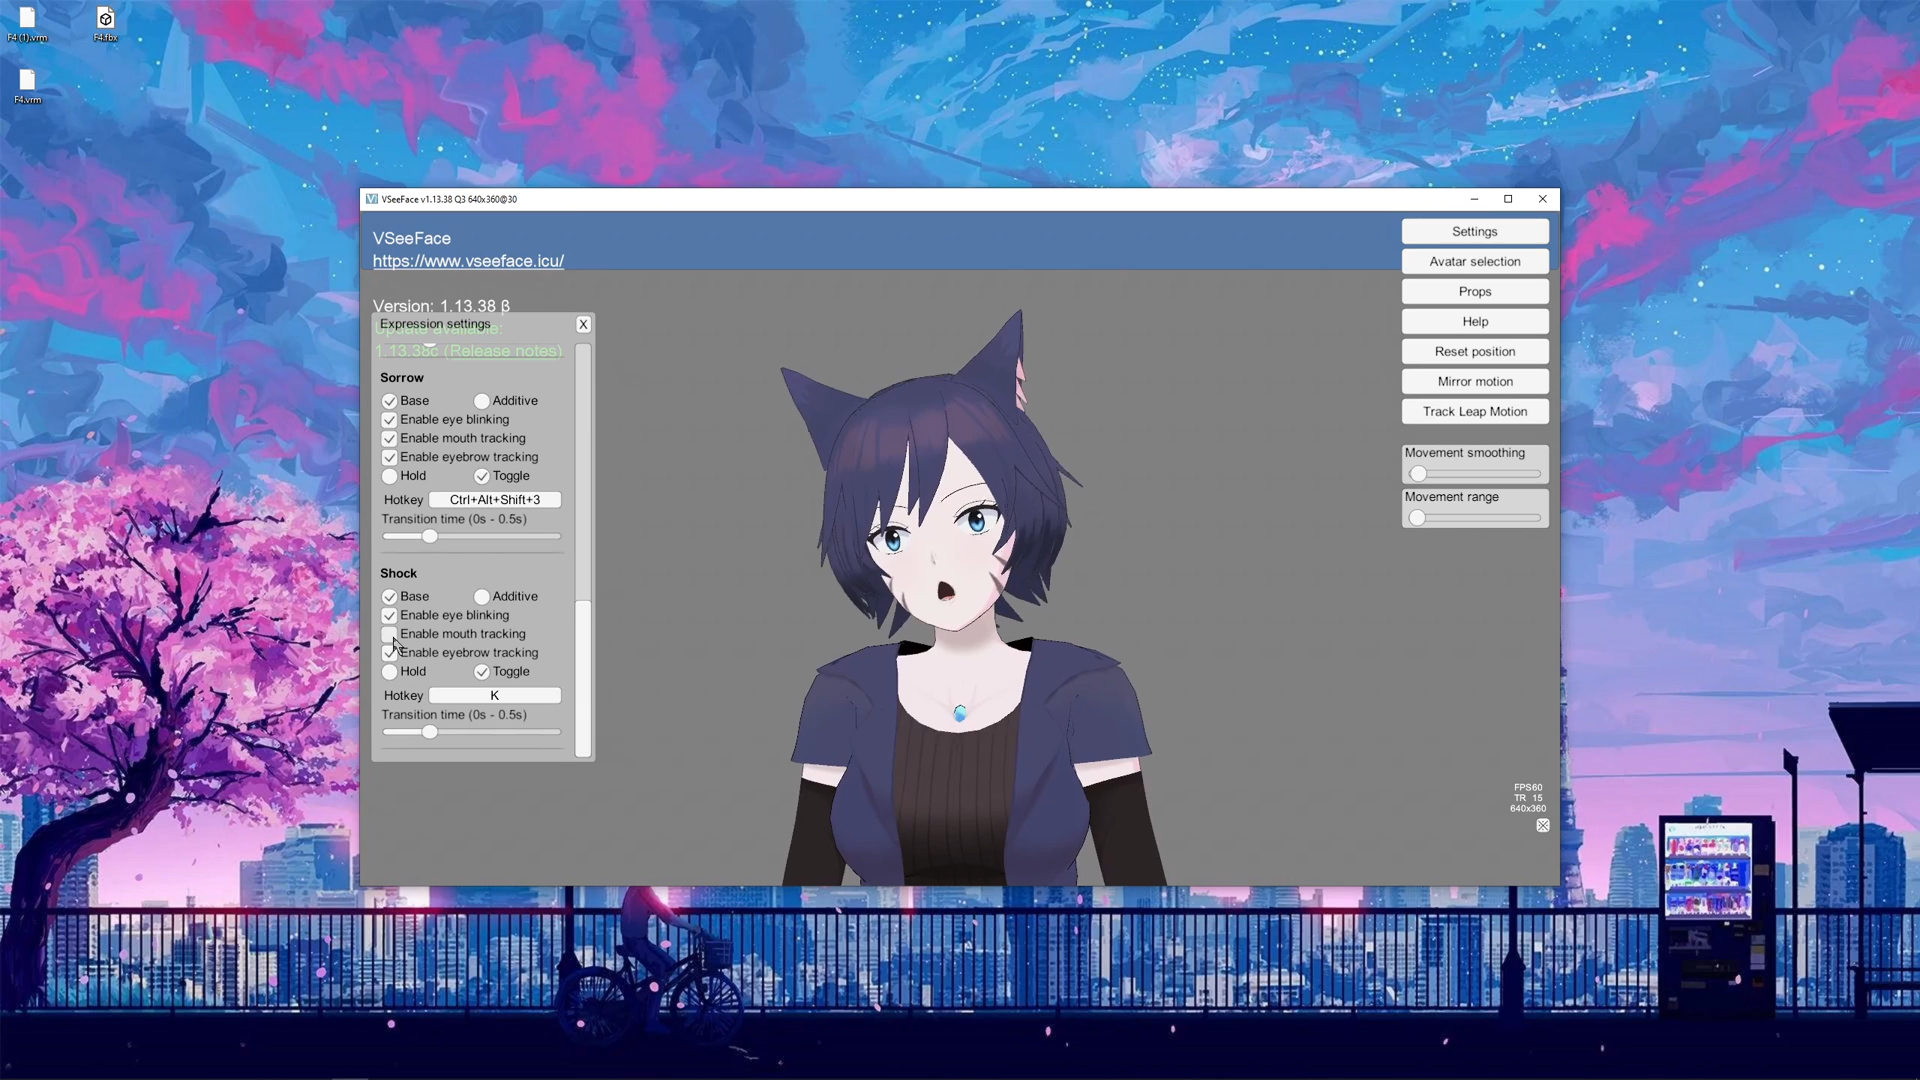 F4 (1).vrm
F4.fbx
F4.vrm
VSeeFace v1.13.38 Q3 640x360@30
VSeeFace
https://www.vseeface.icu/
Version: 1.13.38 β
Expression settings
X
Update available:
1.13.38c (Release notes)
Sorrow
Base
Additive
Enable eye blinking
Enable mouth tracking
Enable eyebrow tracking
Hold
Toggle
Hotkey
Ctrl+Alt+Shift+3
Transition time (0s - 0.5s)
Shock
Base
Additive
Enable eye blinking
Enable mouth tracking
Enable eyebrow tracking
Hold
Toggle
Hotkey
K
Transition time (0s - 0.5s)
Settings
Avatar selection
Props
Help
Reset position
Mirror motion
Track Leap Motion
Movement smoothing
Movement range
FPS60
TR 15
640x360